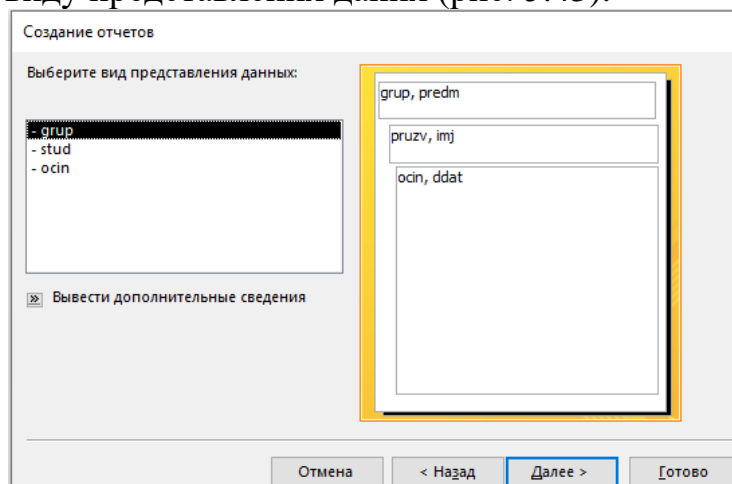 Создание отчетов
Выберите вид представления данных:
- grup
- stud
- ocin
Вывести дополнительные сведения
grup, predm
pruzv, imj
ocin, ddat
Отмена
< Назад
Далее >
Готово